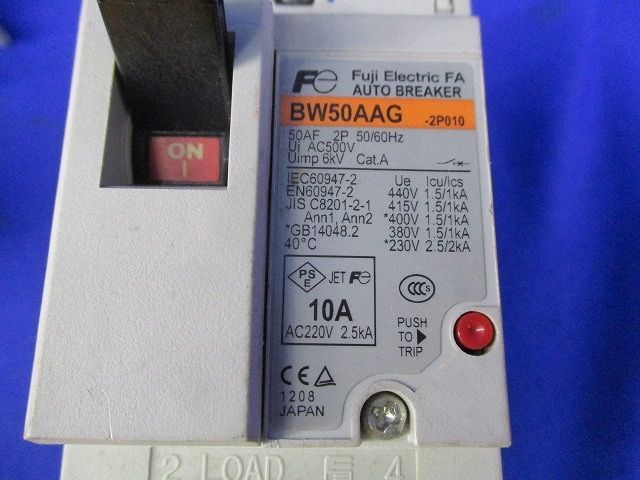 ON
I
Fe Fuji Electric FA
AUTO BREAKER
BW50AAG -2P010
50AF 2P 50/60Hz
Ui AC500V
Uimp 6kV Cat.A
IEC60947-2 Ue Icu/Ics
EN60947-2 440V 1.5/1kA
JIS C8201-2-1 415V 1.5/1kA
Ann1, Ann2 *400V 1.5/1kA
*GB14048.2 380V 1.5/1kA
40°C *230V 2.5/2kA
PS
E JET Fe
10A
AC220V 2.5kA
CCC S
PUSH
TO
TRIP
CE
1208
JAPAN
2 LOAD 4